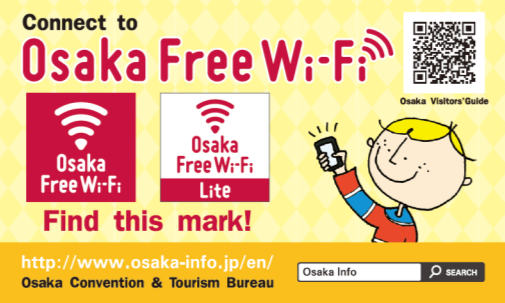 Connect to
Osaka Free Wi-Fi
Osaka Visitors'Guide
Osaka
Free Wi-Fi
Osaka
Free Wi-Fi
Lite
Find this mark!
http://www.osaka-info.jp/en/
Osaka Convention & Tourism Bureau
Osaka Info
SEARCH